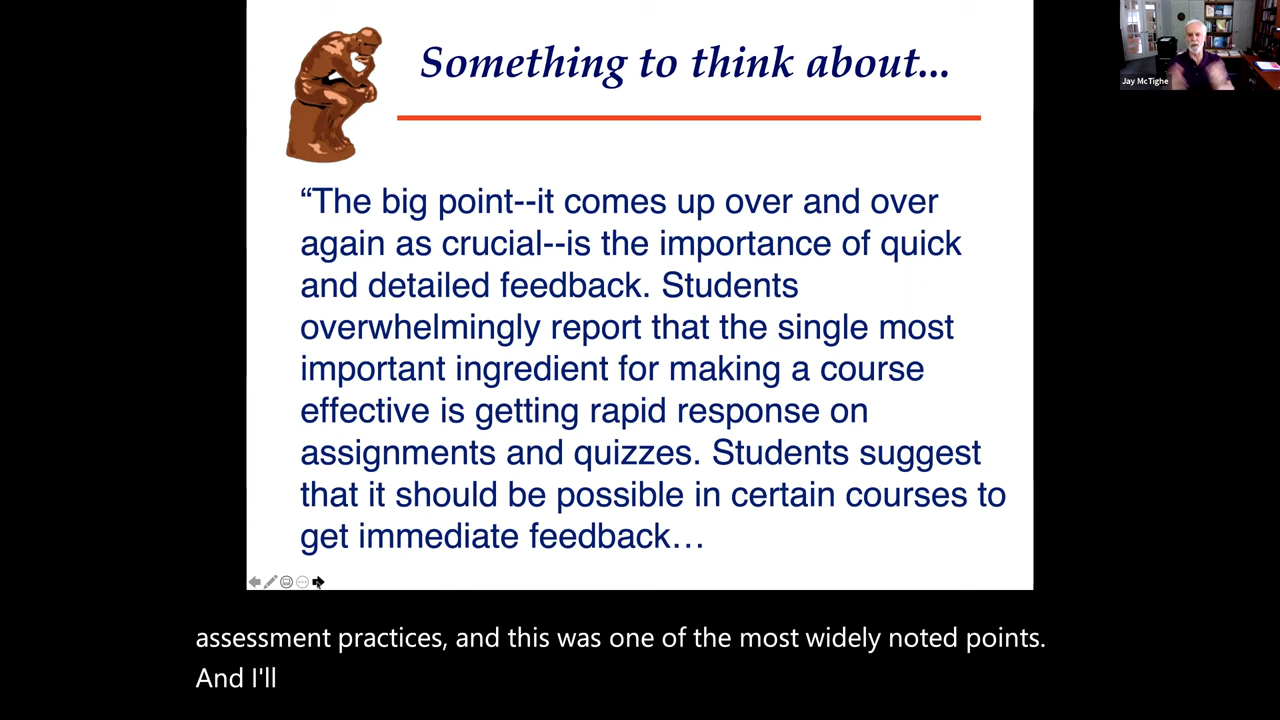 Something to think about...
Jay McTighe
“The big point--it comes up over and over
again as crucial--is the importance of quick
and detailed feedback. Students
overwhelmingly report that the single most
important ingredient for making a course
effective is getting rapid response on
assignments and quizzes. Students suggest
that it should be possible in certain courses to
get immediate feedback…
assessment practices, and this was one of the most widely noted points.
And I'll